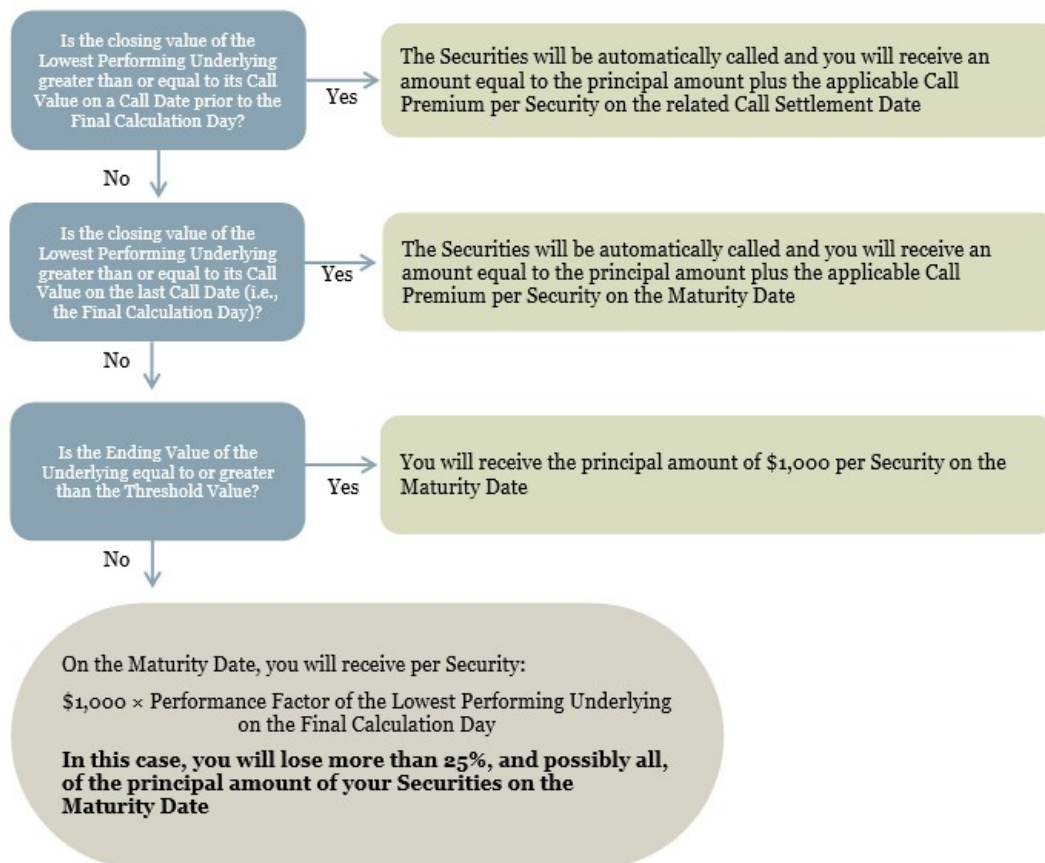 Is the closing value of the
Lowest Performing Underlying
greater than or equal to its Call
Value on a Call Date prior to the
Final Calculation Day?
Yes
The Securities will be automatically called and you will receive an
amount equal to the principal amount plus the applicable Call
Premium per Security on the related Call Settlement Date
No
Is the closing value of the
Lowest Performing Underlying
greater than or equal to its Call
Value on the last Call Date (i.e.,
the Final Calculation Day)?
Yes
The Securities will be automatically called and you will receive an
amount equal to the principal amount plus the applicable Call
Premium per Security on the Maturity Date
No
Is the Ending Value of the
Underlying equal to or greater
than the Threshold Value?
Yes
You will receive the principal amount of $1,000 per Security on the
Maturity Date
No
On the Maturity Date, you will receive per Security:
$1,000 × Performance Factor of the Lowest Performing Underlying
on the Final Calculation Day
In this case, you will lose more than 25%, and possibly all,
of the principal amount of your Securities on the
Maturity Date